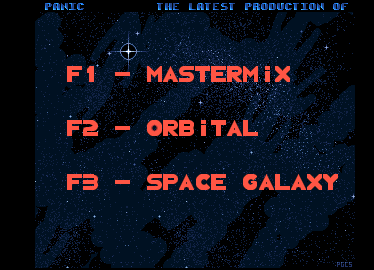 PANIC THE LATEST PRODUCTION OF
F1 - MASTERMiX
F2 - ORBiTAL
F3 - SPACE GALAXY